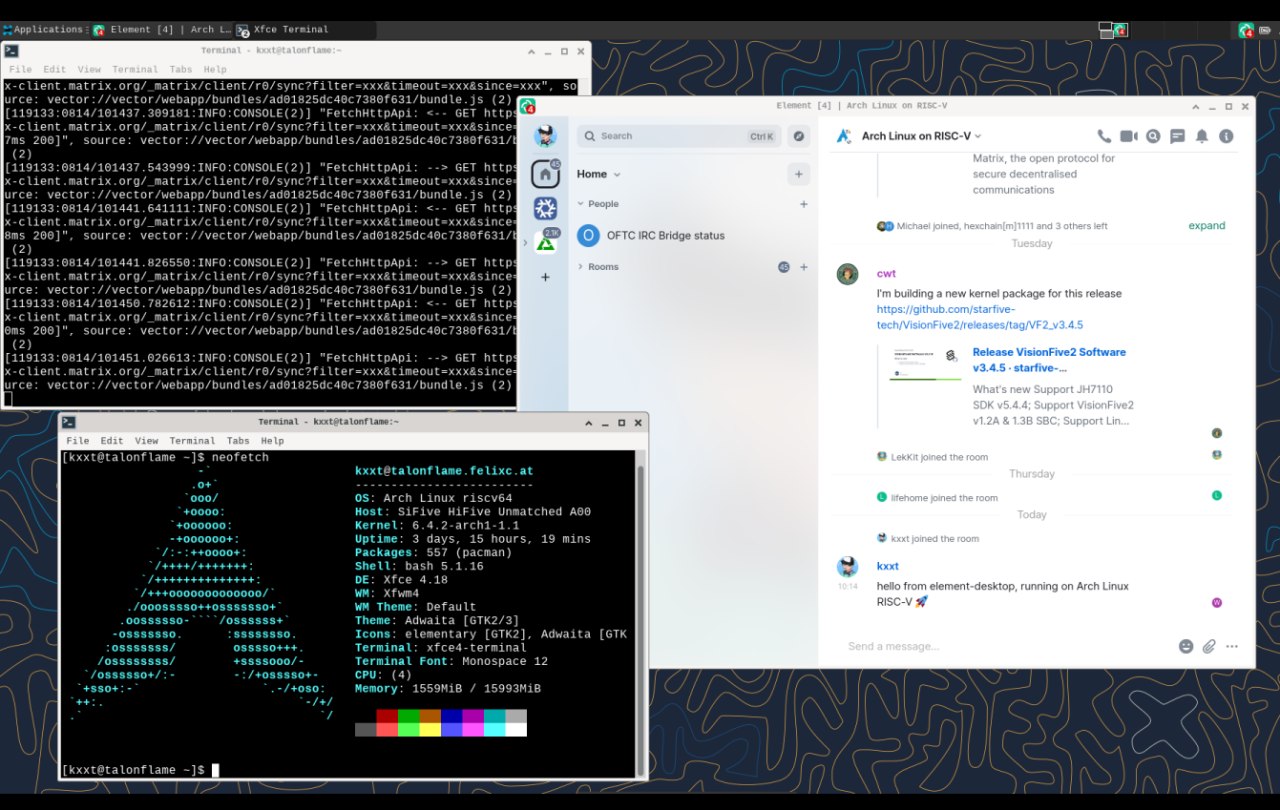 Applications
Element [4] | Arch L...
Xfce Terminal
Terminal - kxxt@talonflame:~
File Edit View Terminal Tabs Help
x-client.matrix.org/_matrix/client/r0/sync?filter=xxx&timeout=xxx&since=xxx", so
urce: vector://vector/webapp/bundles/ad01825dc40c7380f631/bundle.js (2)
[119133:0814/101437.309181:INFO:CONSOLE(2)] "FetchHttpApi: <-- GET https
x-client.matrix.org/_matrix/client/r0/sync?filter=xxx&timeout=xxx&since=
7ms 200]", source: vector://vector/webapp/bundles/ad01825dc40c7380f631/b
(2)
[119133:0814/101437.543999:INFO:CONSOLE(2)] "FetchHttpApi: --> GET https
x-client.matrix.org/_matrix/client/r0/sync?filter=xxx&timeout=xxx&since=
urce: vector://vector/webapp/bundles/ad01825dc40c7380f631/bundle.js (2)
[119133:0814/101441.641111:INFO:CONSOLE(2)] "FetchHttpApi: <-- GET https
x-client.matrix.org/_matrix/client/r0/sync?filter=xxx&timeout=xxx&since=
8ms 200]", source: vector://vector/webapp/bundles/ad01825dc40c7380f631/b
(2)
[119133:0814/101441.826550:INFO:CONSOLE(2)] "FetchHttpApi: --> GET https
x-client.matrix.org/_matrix/client/r0/sync?filter=xxx&timeout=xxx&since=
urce: vector://vector/webapp/bundles/ad01825dc40c7380f631/bundle.js (2)
[119133:0814/101450.782612:INFO:CONSOLE(2)] "FetchHttpApi: <-- GET https
x-client.matrix.org/_matrix/client/r0/sync?filter=xxx&timeout=xxx&since=
0ms 200]", source: vector://vector/webapp/bundles/ad01825dc40c7380f631/b
(2)
[119133:0814/101451.026613:INFO:CONSOLE(2)] "FetchHttpApi: --> GET https
x-client.matrix.org/_matrix/client/r0/sync?filter=xxx&timeout=xxx&since=
urce: vector://vector/webapp/bundles/ad01825dc40c7380f631/bundle.js (2)
Element [4] | Arch Linux on RISC-V
Search
Ctrl K
45
2.1K
Home
People
O
OFTC IRC Bridge status
Rooms
45
Arch Linux on RISC-V
Matrix, the open protocol for
secure decentralised
communications
Michael joined, hexchain[m]1111 and 3 others left
expand
Tuesday
cwt
I'm building a new kernel package for this release
https://github.com/starfive-
tech/VisionFive2/releases/tag/VF2_v3.4.5
Release VisionFive2 Software
v3.4.5 · starfive-...
What's new Support JH7110
SDK v5.4.4; Support VisionFive2
v1.2A & 1.3B SBC; Support Lin...
LekKit joined the room
Thursday
lifehome joined the room
Today
kxxt joined the room
kxxt
10:14
hello from element-desktop, running on Arch Linux
RISC-V 🚀
Send a message...
Terminal - kxxt@talonflame:~
File Edit View Terminal Tabs Help
[kxxt@talonflame ~]$ neofetch
kxxt@talonflame.felixc.at
-------------------------
OS: Arch Linux riscv64
Host: SiFive HiFive Unmatched A00
Kernel: 6.4.2-arch1-1.1
Uptime: 3 days, 15 hours, 19 mins
Packages: 557 (pacman)
Shell: bash 5.1.16
DE: Xfce 4.18
WM: Xfwm4
WM Theme: Default
Theme: Adwaita [GTK2/3]
Icons: elementary [GTK2], Adwaita [GTK
Terminal: xfce4-terminal
Terminal Font: Monospace 12
CPU: (4)
Memory: 1559MiB / 15993MiB
[kxxt@talonflame ~]$